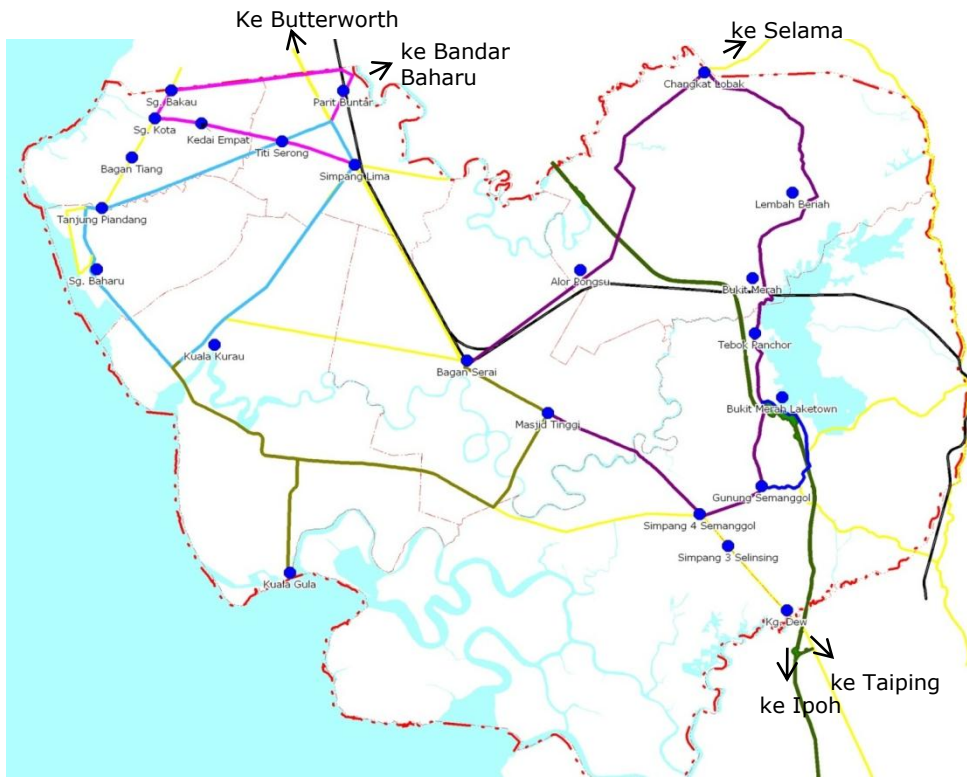 Ke Butterworth
ke Bandar
Baharu
ke Selama
Changkat Lobak
Sg. Bakau
Parit Buntar
Sg. Kota
Kedai Empat
Titi Serong
Bagan Tiang
Simpang Lima
Lembah Beriah
Tanjung Piandang
Sg. Baharu
Alor Pongsu
Bukit Merah
Tebok Panchor
Kuala Kurau
Bagan Serai
Bukit Merah Laketown
Masjid Tinggi
Gunung Semanggol
Simpang 4 Semanggol
Simpang 3 Selinsing
Kuala Gula
Kg. Dew
ke Taiping
ke Ipoh